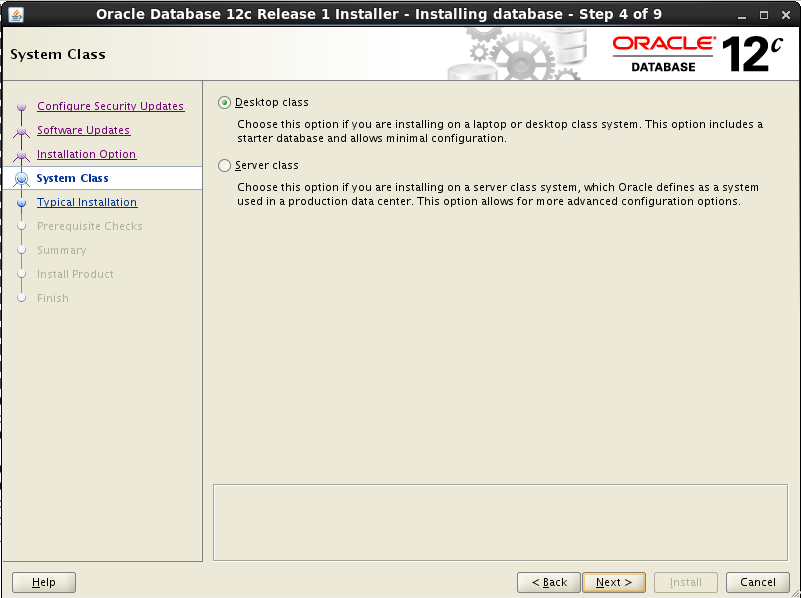 Oracle Database 12c Release 1 Installer - Installing database - Step 4 of 9
System Class
ORACLE®
DATABASE
12c
Configure Security Updates
Software Updates
Installation Option
System Class
Typical Installation
Prerequisite Checks
Summary
Install Product
Finish
Desktop class
Choose this option if you are installing on a laptop or desktop class system. This option includes a
starter database and allows minimal configuration.
Server class
Choose this option if you are installing on a server class system, which Oracle defines as a system
used in a production data center. This option allows for more advanced configuration options.
Help
< Back
Next >
Install
Cancel